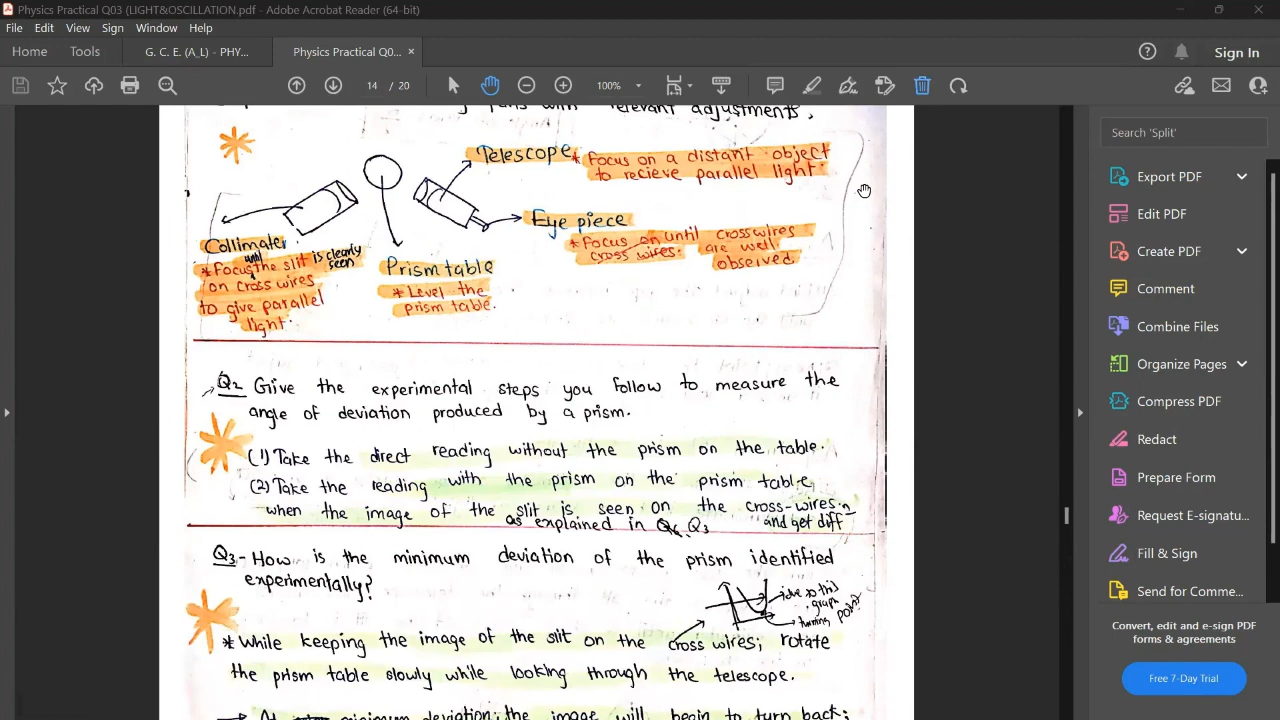 Physics Practical Q03 (LIGHT&OSCILLATION.pdf - Adobe Acrobat Reader (64-bit)
File Edit View Sign Window Help
Home Tools G. C. E. (A_L) - PHY... Physics Practical Q0... × Sign In
14 / 20 100%
with relevant adjustments.
Telescope * Focus on a distant object
to recieve parallel light.
Eye piece
* Focus on until crosswires
cross wires. are well
observed
Collimater
* Focus until the slit is clearly seen
on cross wires
to give parallel
light.
Prism table
* Level the
prism table.
Q2 Give the experimental steps you follow to measure the
angle of deviation produced by a prism.
(1) Take the direct reading without the prism on the table.
(2) Take the reading with the prism on the prism table
when the image of the slit is seen on the cross-wires.
as explained in Q3 and get diff
Q3- How is the minimum deviation of the prism identified
experimentally?
due to this
graph
turning point
* While keeping the image of the slit on the cross wires; rotate
the prism table slowly while looking through the telescope.
minimum deviation; the image will begin to turn back;
Search 'Split'
Export PDF
Edit PDF
Create PDF
Comment
Combine Files
Organize Pages
Compress PDF
Redact
Prepare Form
Request E-signatu...
Fill & Sign
Send for Comme...
Convert, edit and e-sign PDF
forms & agreements
Free 7-Day Trial